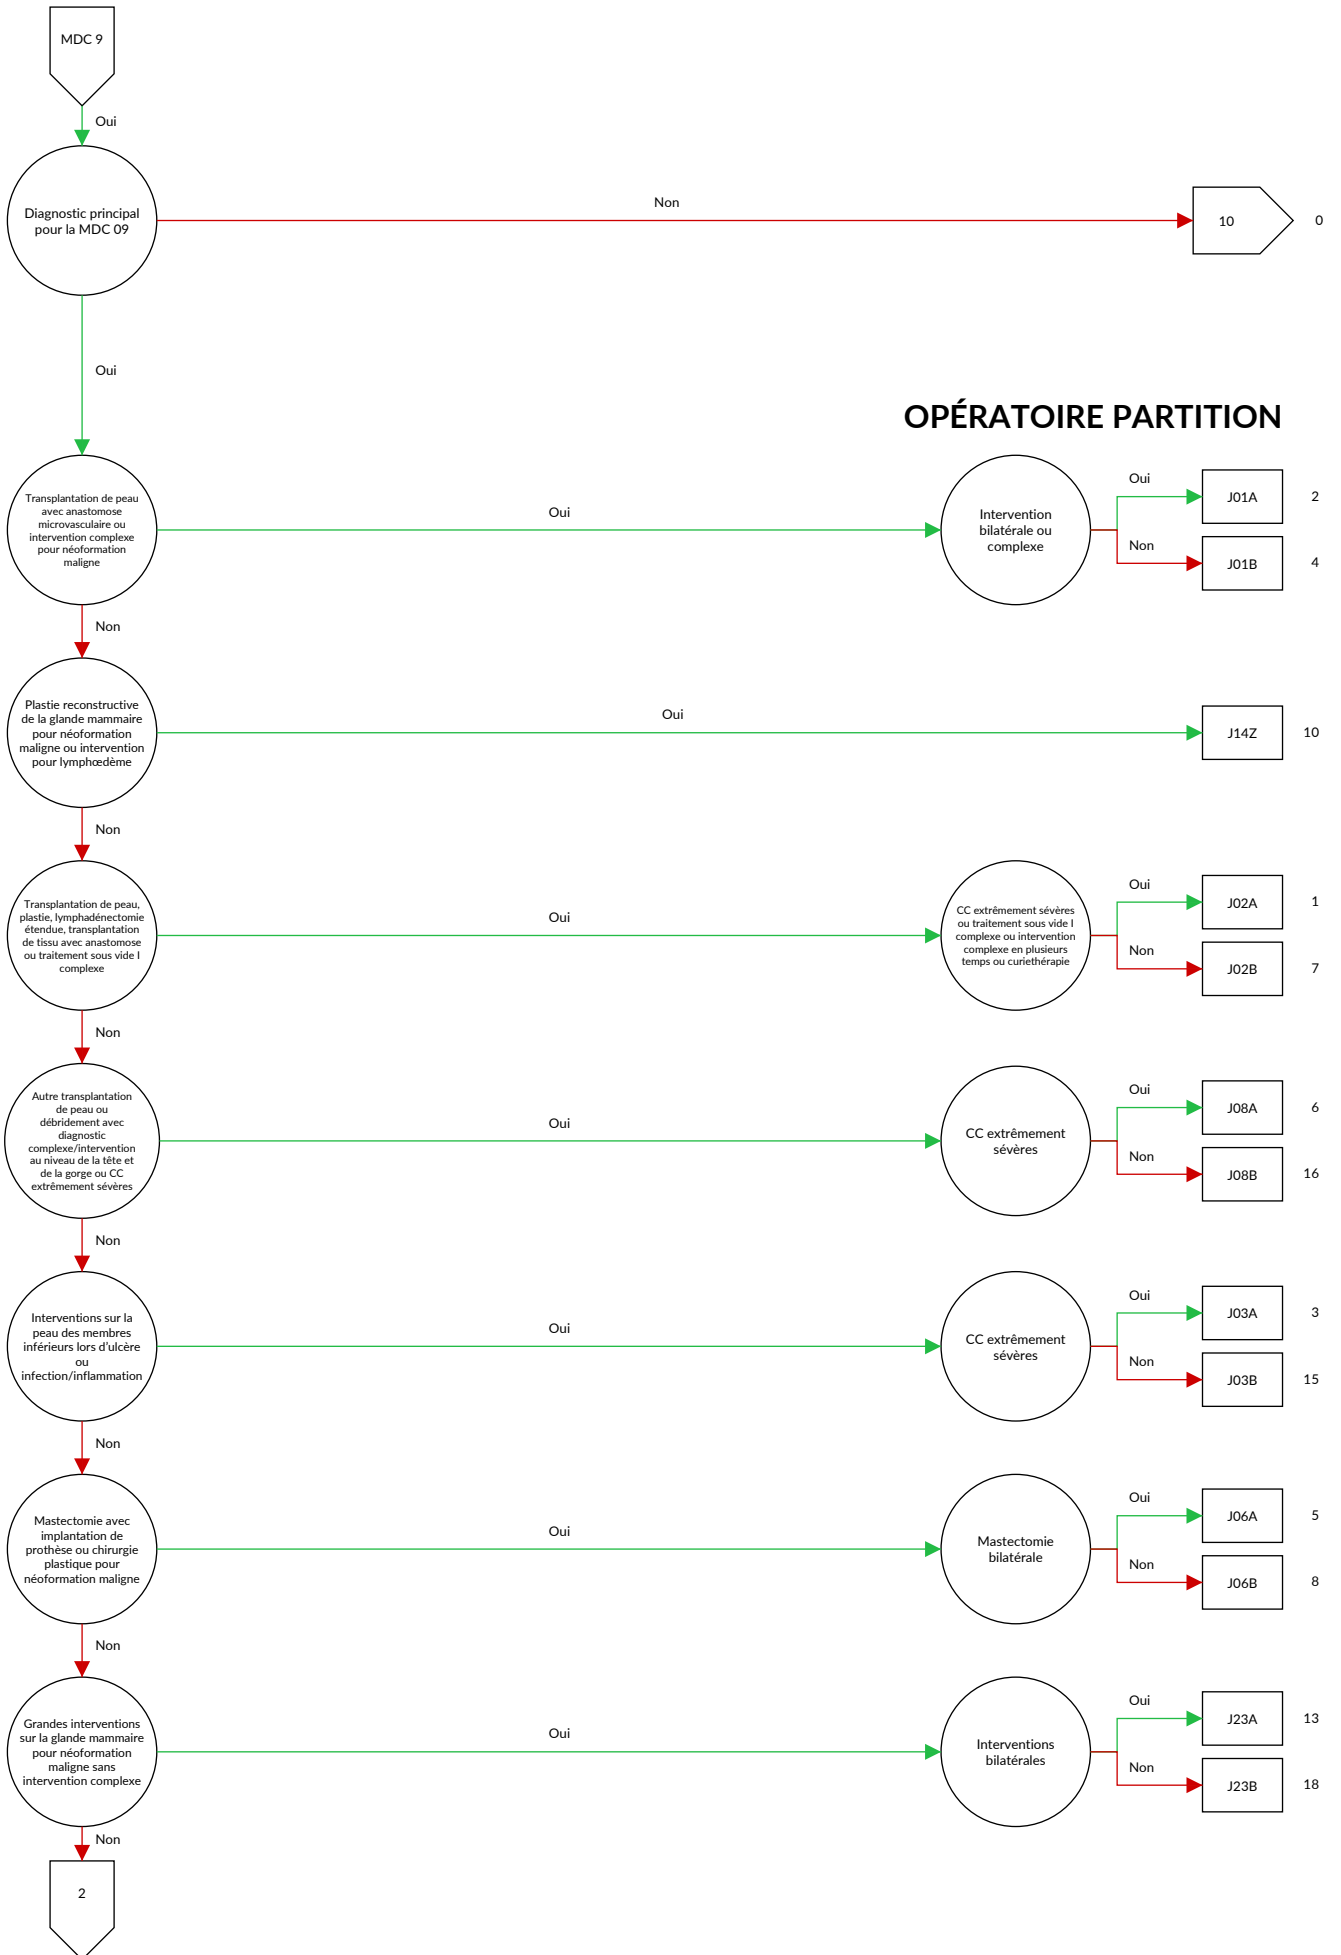 MDC 9
Oui
Diagnostic principal
pour la MDC 09
Non
10
0
Oui
OPÉRATOIRE PARTITION
Transplantation de peau
avec anastomose
microvasculaire ou
intervention complexe
pour néoformation
maligne
Oui
Intervention
bilatérale ou
complexe
Oui
J01A
2
Non
J01B
4
Non
Plastie reconstructive
de la glande mammaire
pour néoformation
maligne ou intervention
pour lymphœdème
Oui
J14Z
10
Non
Transplantation de peau,
plastie, lymphadénectomie
étendue, transplantation
de tissu avec anastomose
ou traitement sous vide I
complexe
Oui
CC extrêmement sévères
ou traitement sous vide I
complexe ou intervention
complexe en plusieurs
temps ou curiethérapie
Oui
J02A
1
Non
J02B
7
Non
Autre transplantation
de peau ou
débridement avec
diagnostic
complexe/intervention
au niveau de la tête et
de la gorge ou CC
extrêmement sévères
Oui
CC extrêmement
sévères
Oui
J08A
6
Non
J08B
16
Non
Interventions sur la
peau des membres
inférieurs lors d'ulcère
ou
infection/inflammation
Oui
CC extrêmement
sévères
Oui
J03A
3
Non
J03B
15
Non
Mastectomie avec
implantation de
prothèse ou chirurgie
plastique pour
néoformation maligne
Oui
Mastectomie
bilatérale
Oui
J06A
5
Non
J06B
8
Non
Grandes interventions
sur la glande mammaire
pour néoformation
maligne sans
intervention complexe
Oui
Interventions
bilatérales
Oui
J23A
13
Non
J23B
18
Non
2